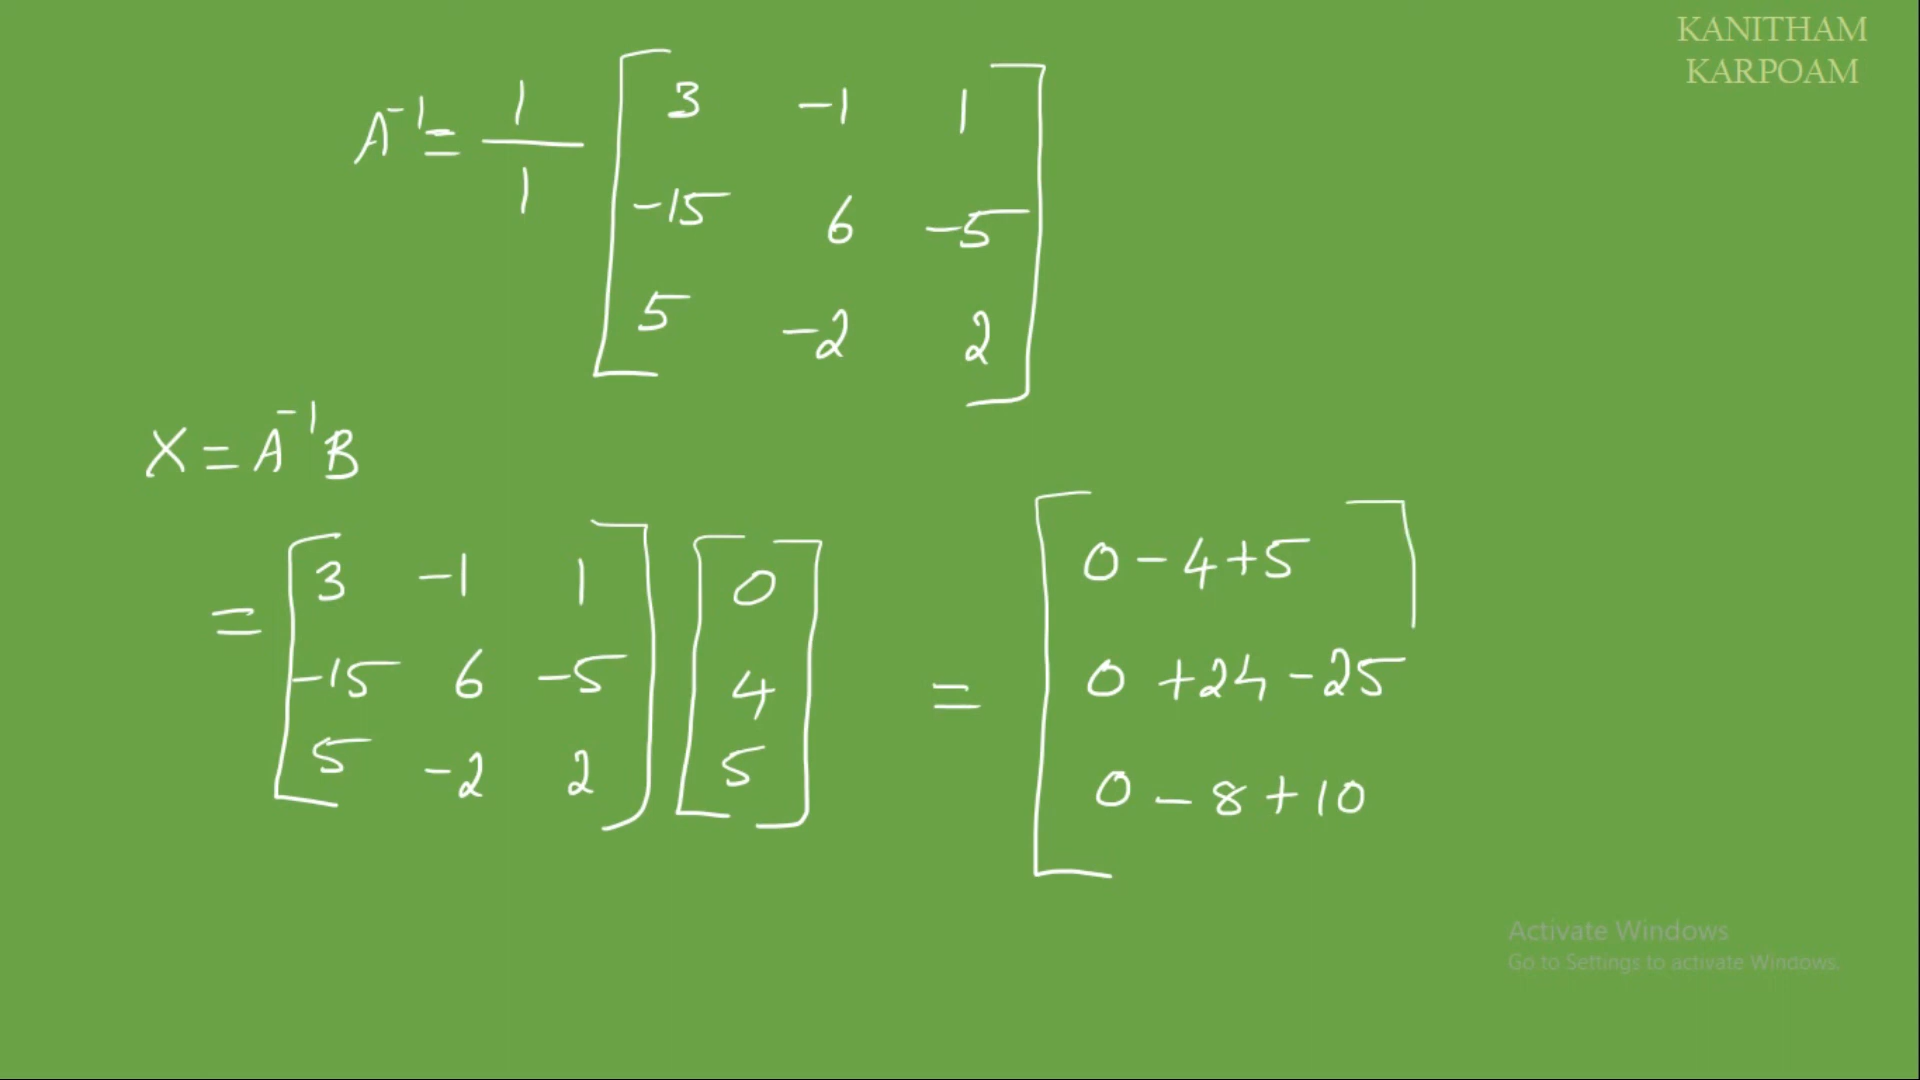 KANITHAM
KARPOAM
A⁻¹ = 1/1 [3 -1 1
-15 6 -5
5 -2 2]
X = A⁻¹B
= [3 -1 1
-15 6 -5
5 -2 2] [0
4
5] = [0 - 4 + 5
0 + 24 - 25
0 - 8 + 10
Activate Windows
Go to Settings to activate Windows.